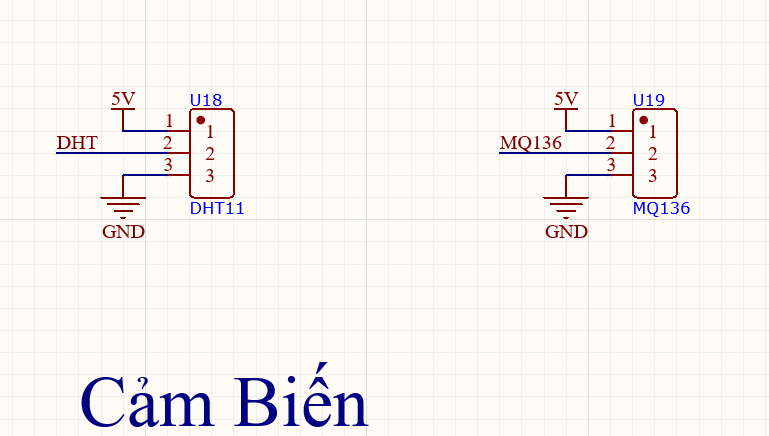 5V U18 5V U19
1 1 1 1
DHT 2 2 MQ136 2 2
3 3 3 3
DHT11 MQ136
GND GND
Cảm Biến